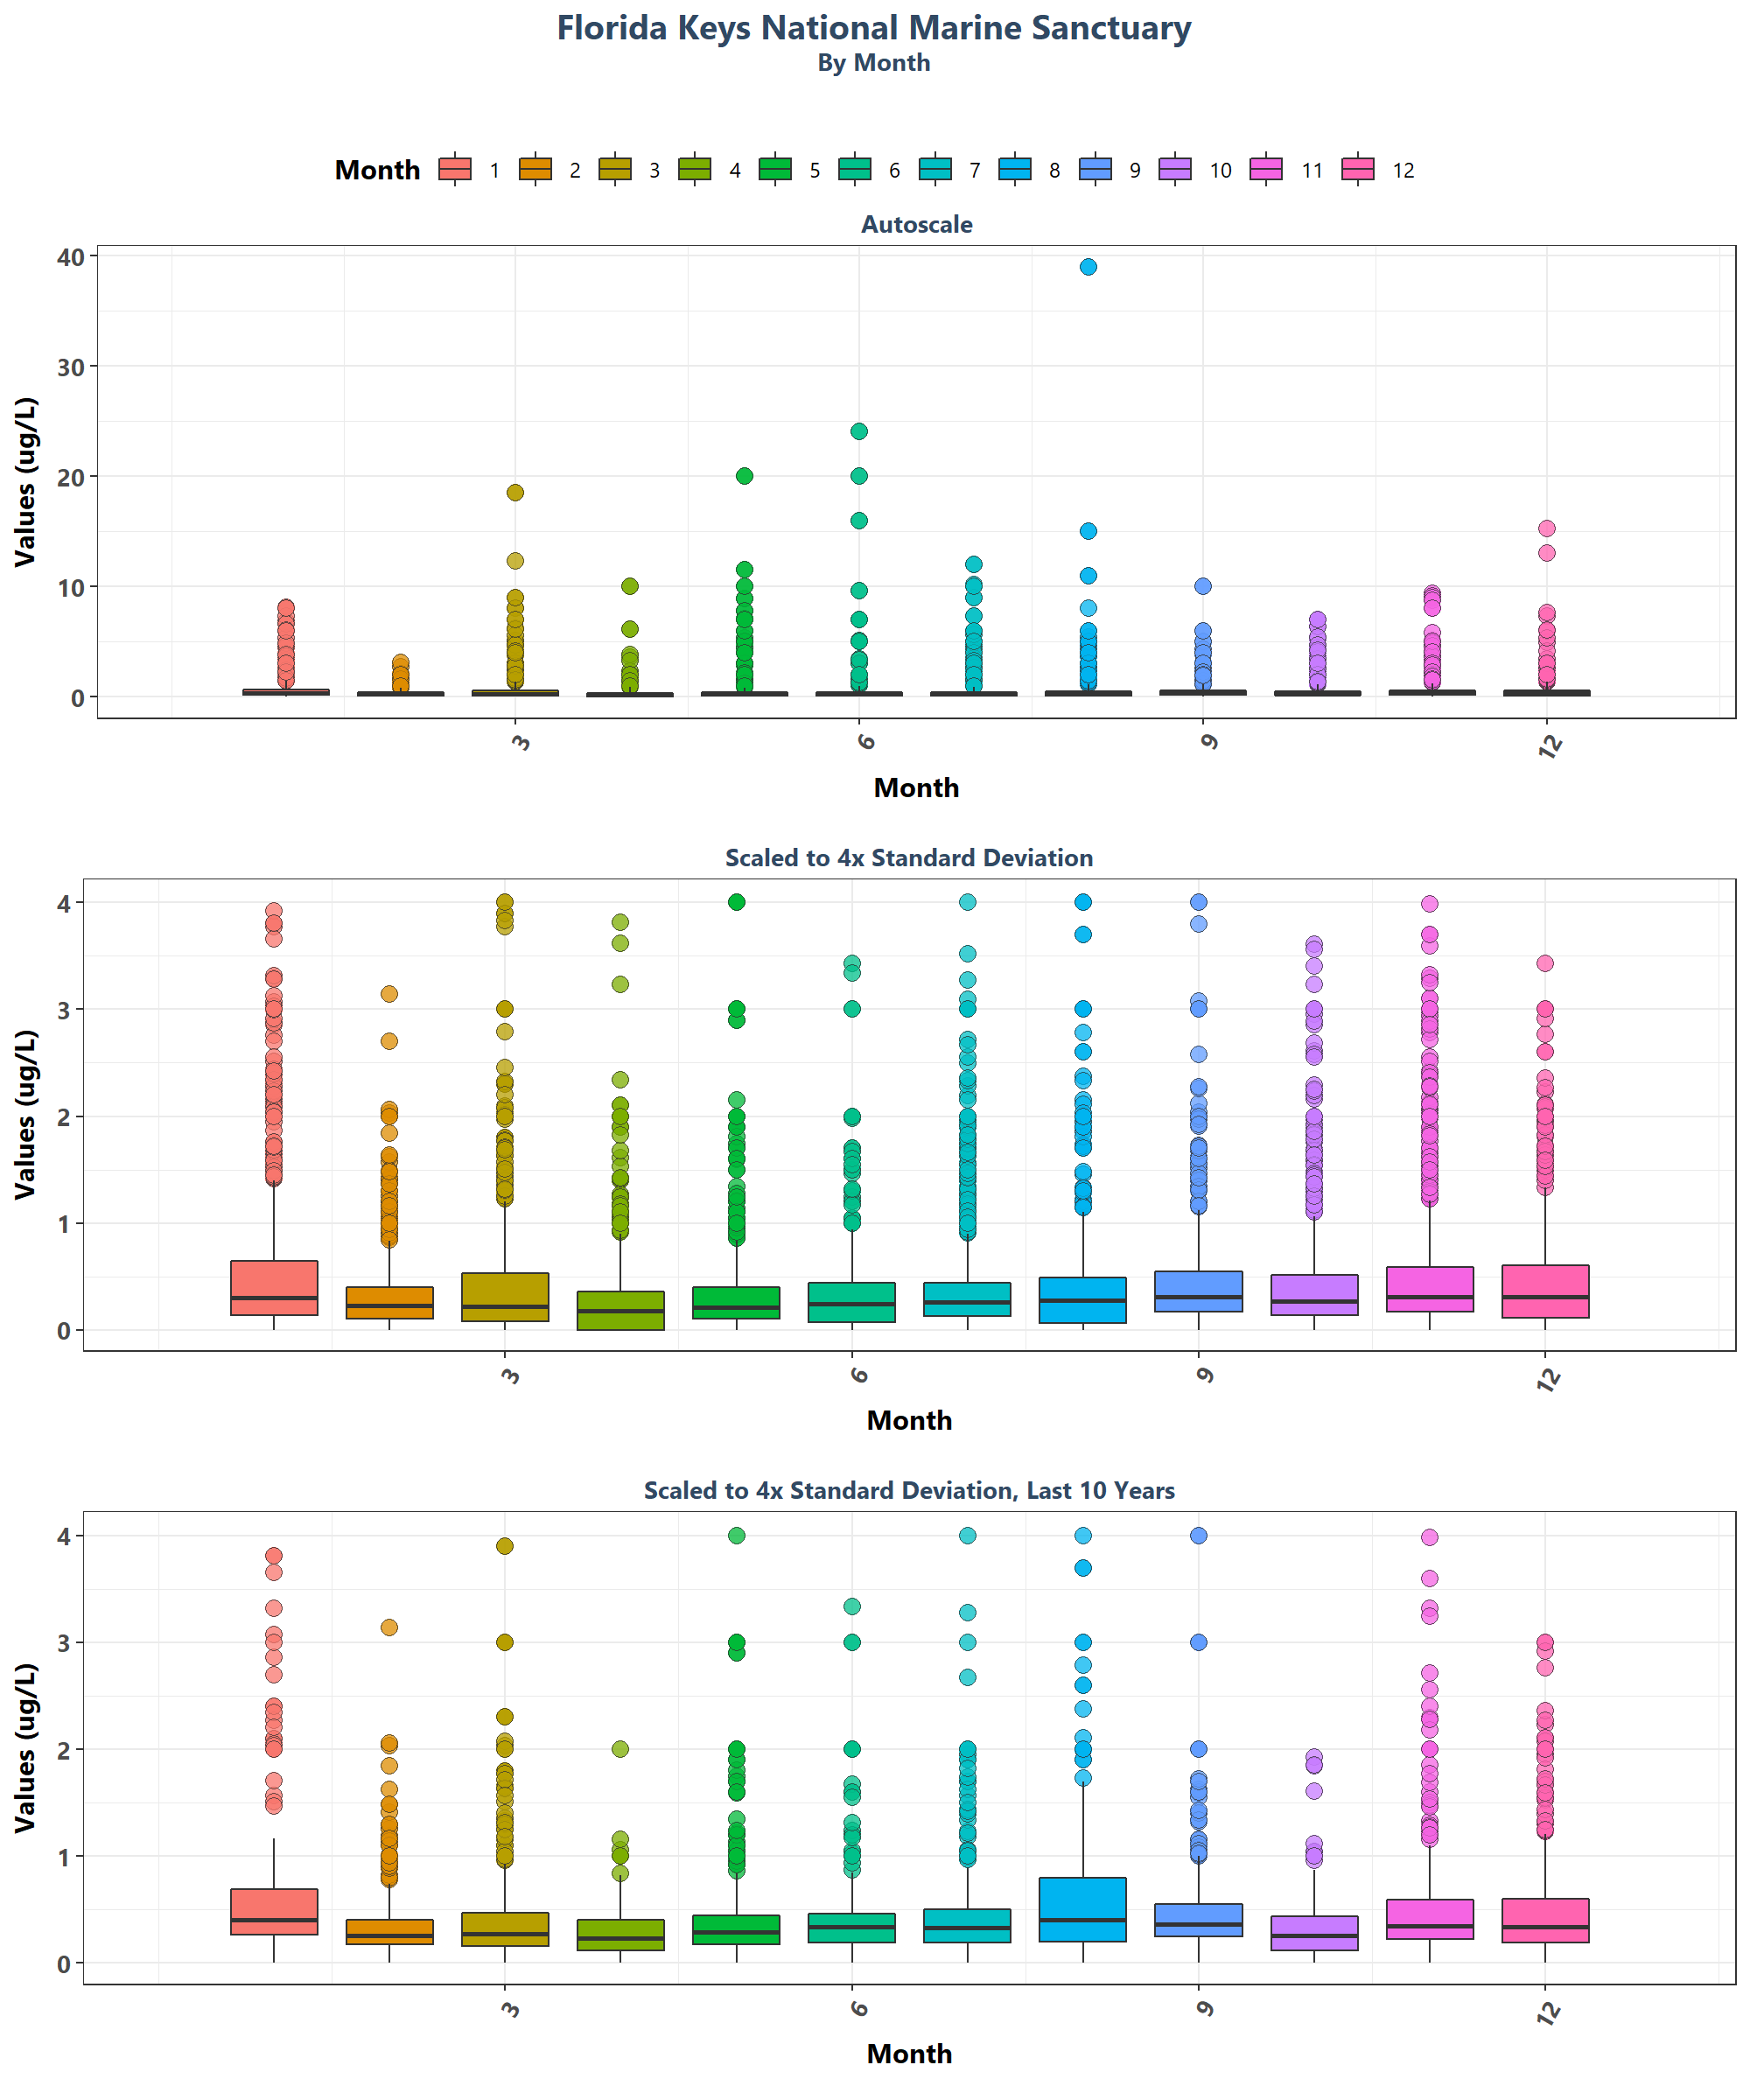 Florida Keys National Marine Sanctuary
By Month
Month 1 2 3 4 5 6 7 8 9 10 11 12
Autoscale
Values (ug/L)
40
30
20
10
0
3 6 9 12
Month
Scaled to 4x Standard Deviation
Values (ug/L)
4
3
2
1
0
3 6 9 12
Month
Scaled to 4x Standard Deviation, Last 10 Years
Values (ug/L)
4
3
2
1
0
3 6 9 12
Month